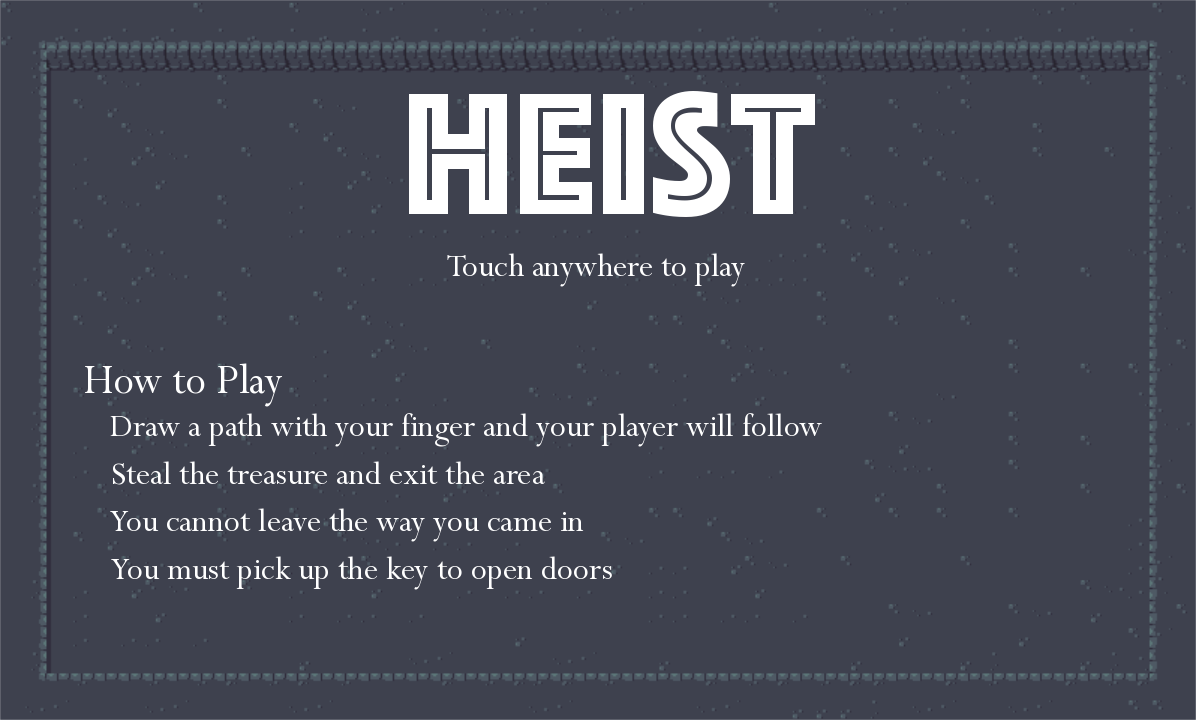 HEIST
Touch anywhere to play
How to Play
Draw a path with your finger and your player will follow
Steal the treasure and exit the area
You cannot leave the way you came in
You must pick up the key to open doors